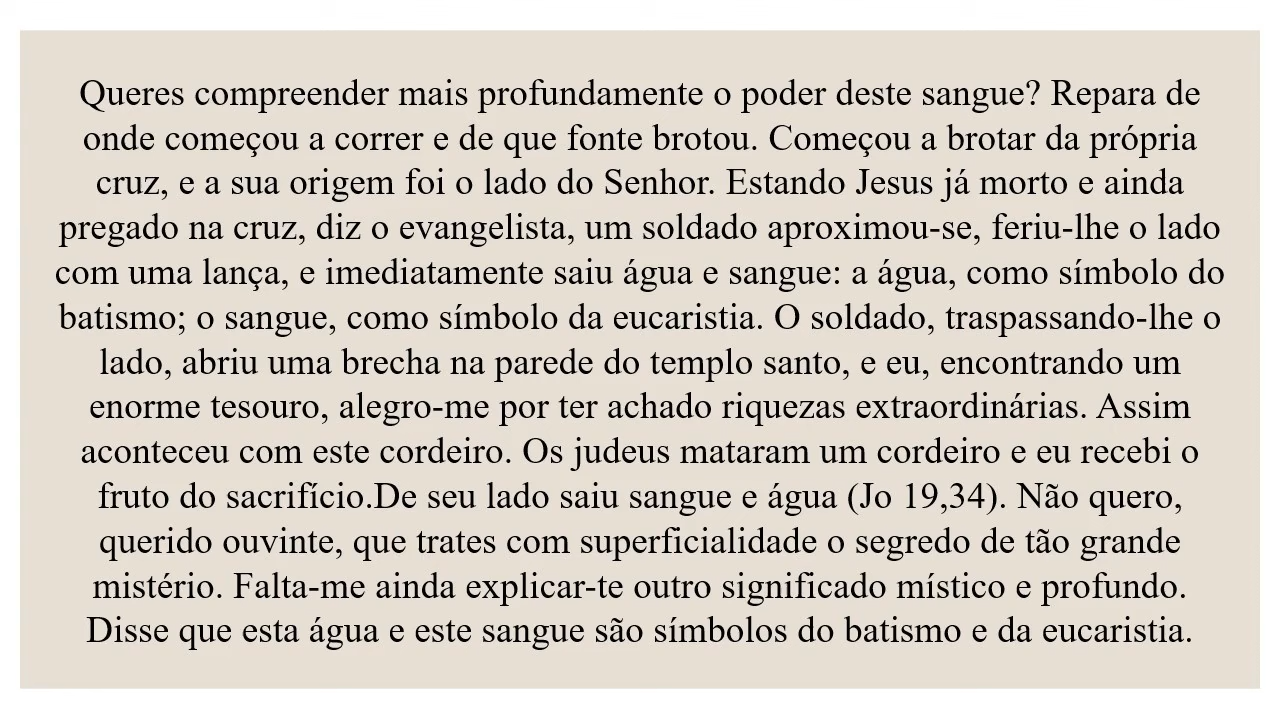 Queres compreender mais profundamente o poder deste sangue? Repara de
onde começou a correr e de que fonte brotou. Começou a brotar da própria
cruz, e a sua origem foi o lado do Senhor. Estando Jesus já morto e ainda
pregado na cruz, diz o evangelista, um soldado aproximou-se, feriu-lhe o lado
com uma lança, e imediatamente saiu água e sangue: a água, como símbolo do
batismo; o sangue, como símbolo da eucaristia. O soldado, traspassando-lhe o
lado, abriu uma brecha na parede do templo santo, e eu, encontrando um
enorme tesouro, alegro-me por ter achado riquezas extraordinárias. Assim
aconteceu com este cordeiro. Os judeus mataram um cordeiro e eu recebi o
fruto do sacrifício.De seu lado saiu sangue e água (Jo 19,34). Não quero,
querido ouvinte, que trates com superficialidade o segredo de tão grande
mistério. Falta-me ainda explicar-te outro significado místico e profundo.
Disse que esta água e este sangue são símbolos do batismo e da eucaristia.